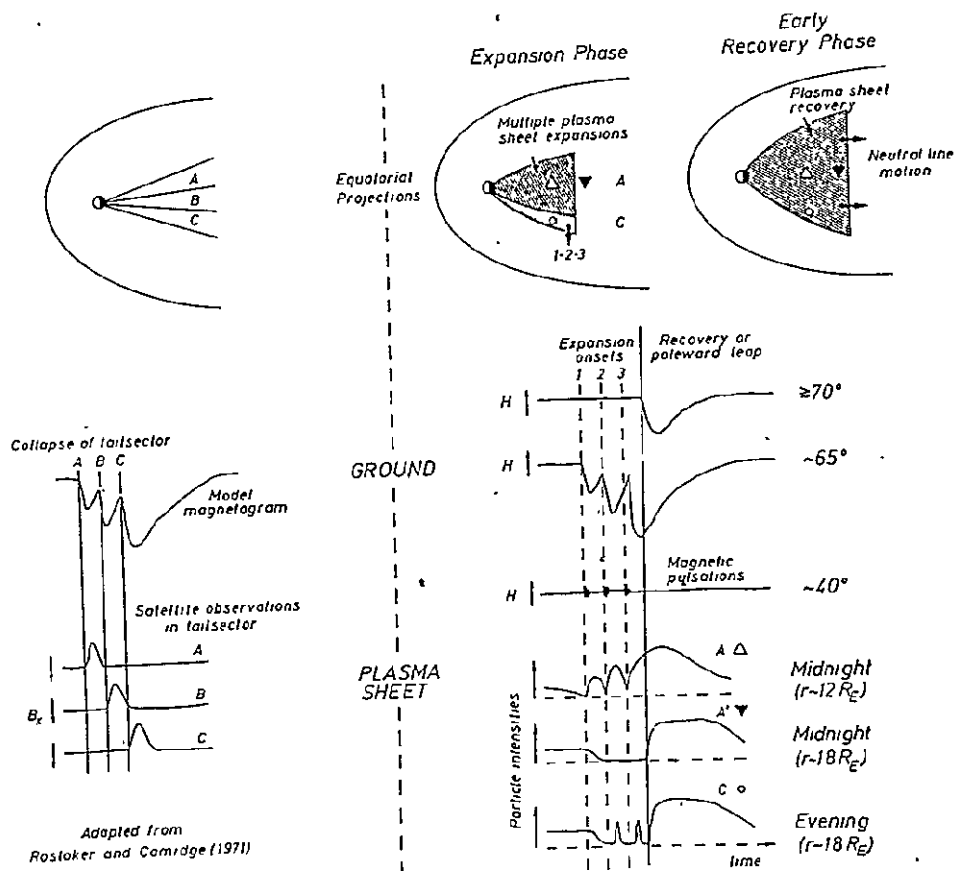 Expansion Phase
Early
Recovery Phase
A
B
C
Equatorial
Projections
Multiple plasma
sheet expansions
A
C
1-2-3
Plasma sheet
recovery
Neutral line
motion
Collapse of tailsector
A B C
Model
magnetogram
Satellite observations
in tailsector
A
B
C
Adapted from
Rostoker and Camidge (1971)
GROUND
PLASMA
SHEET
Expansion
onsets
1 2 3
Recovery or
poleward leap
H
≥70°
H
~65°
Magnetic
pulsations
H
~40°
Particle intensities
A △
Midnight
(r~12 RE)
A' ▼
Midnight
(r~18RE)
C ○
Evening
(r~18 RE)
time